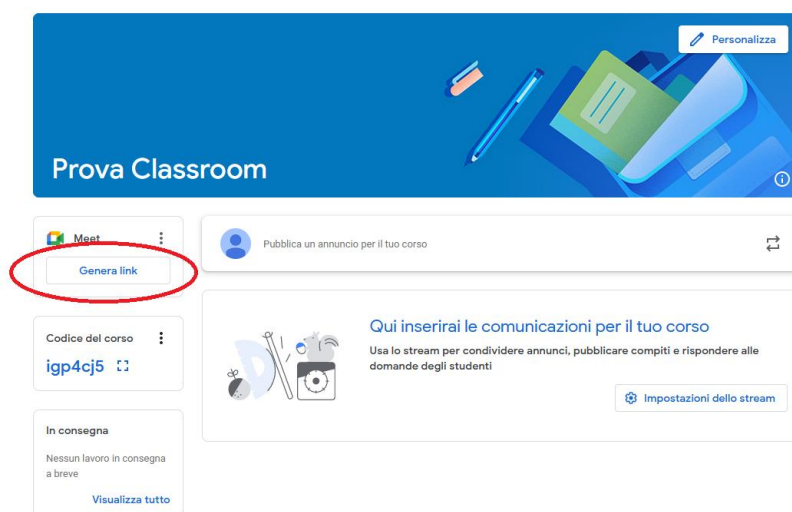 Personalizza
Prova Classroom
Meet
Genera link
Pubblica un annuncio per il tuo corso
Codice del corso
igp4cj5
Qui inserirai le comunicazioni per il tuo corso
Usa lo stream per condividere annunci, pubblicare compiti e rispondere alle
domande degli studenti
Impostazioni dello stream
In consegna
Nessun lavoro in consegna
a breve
Visualizza tutto